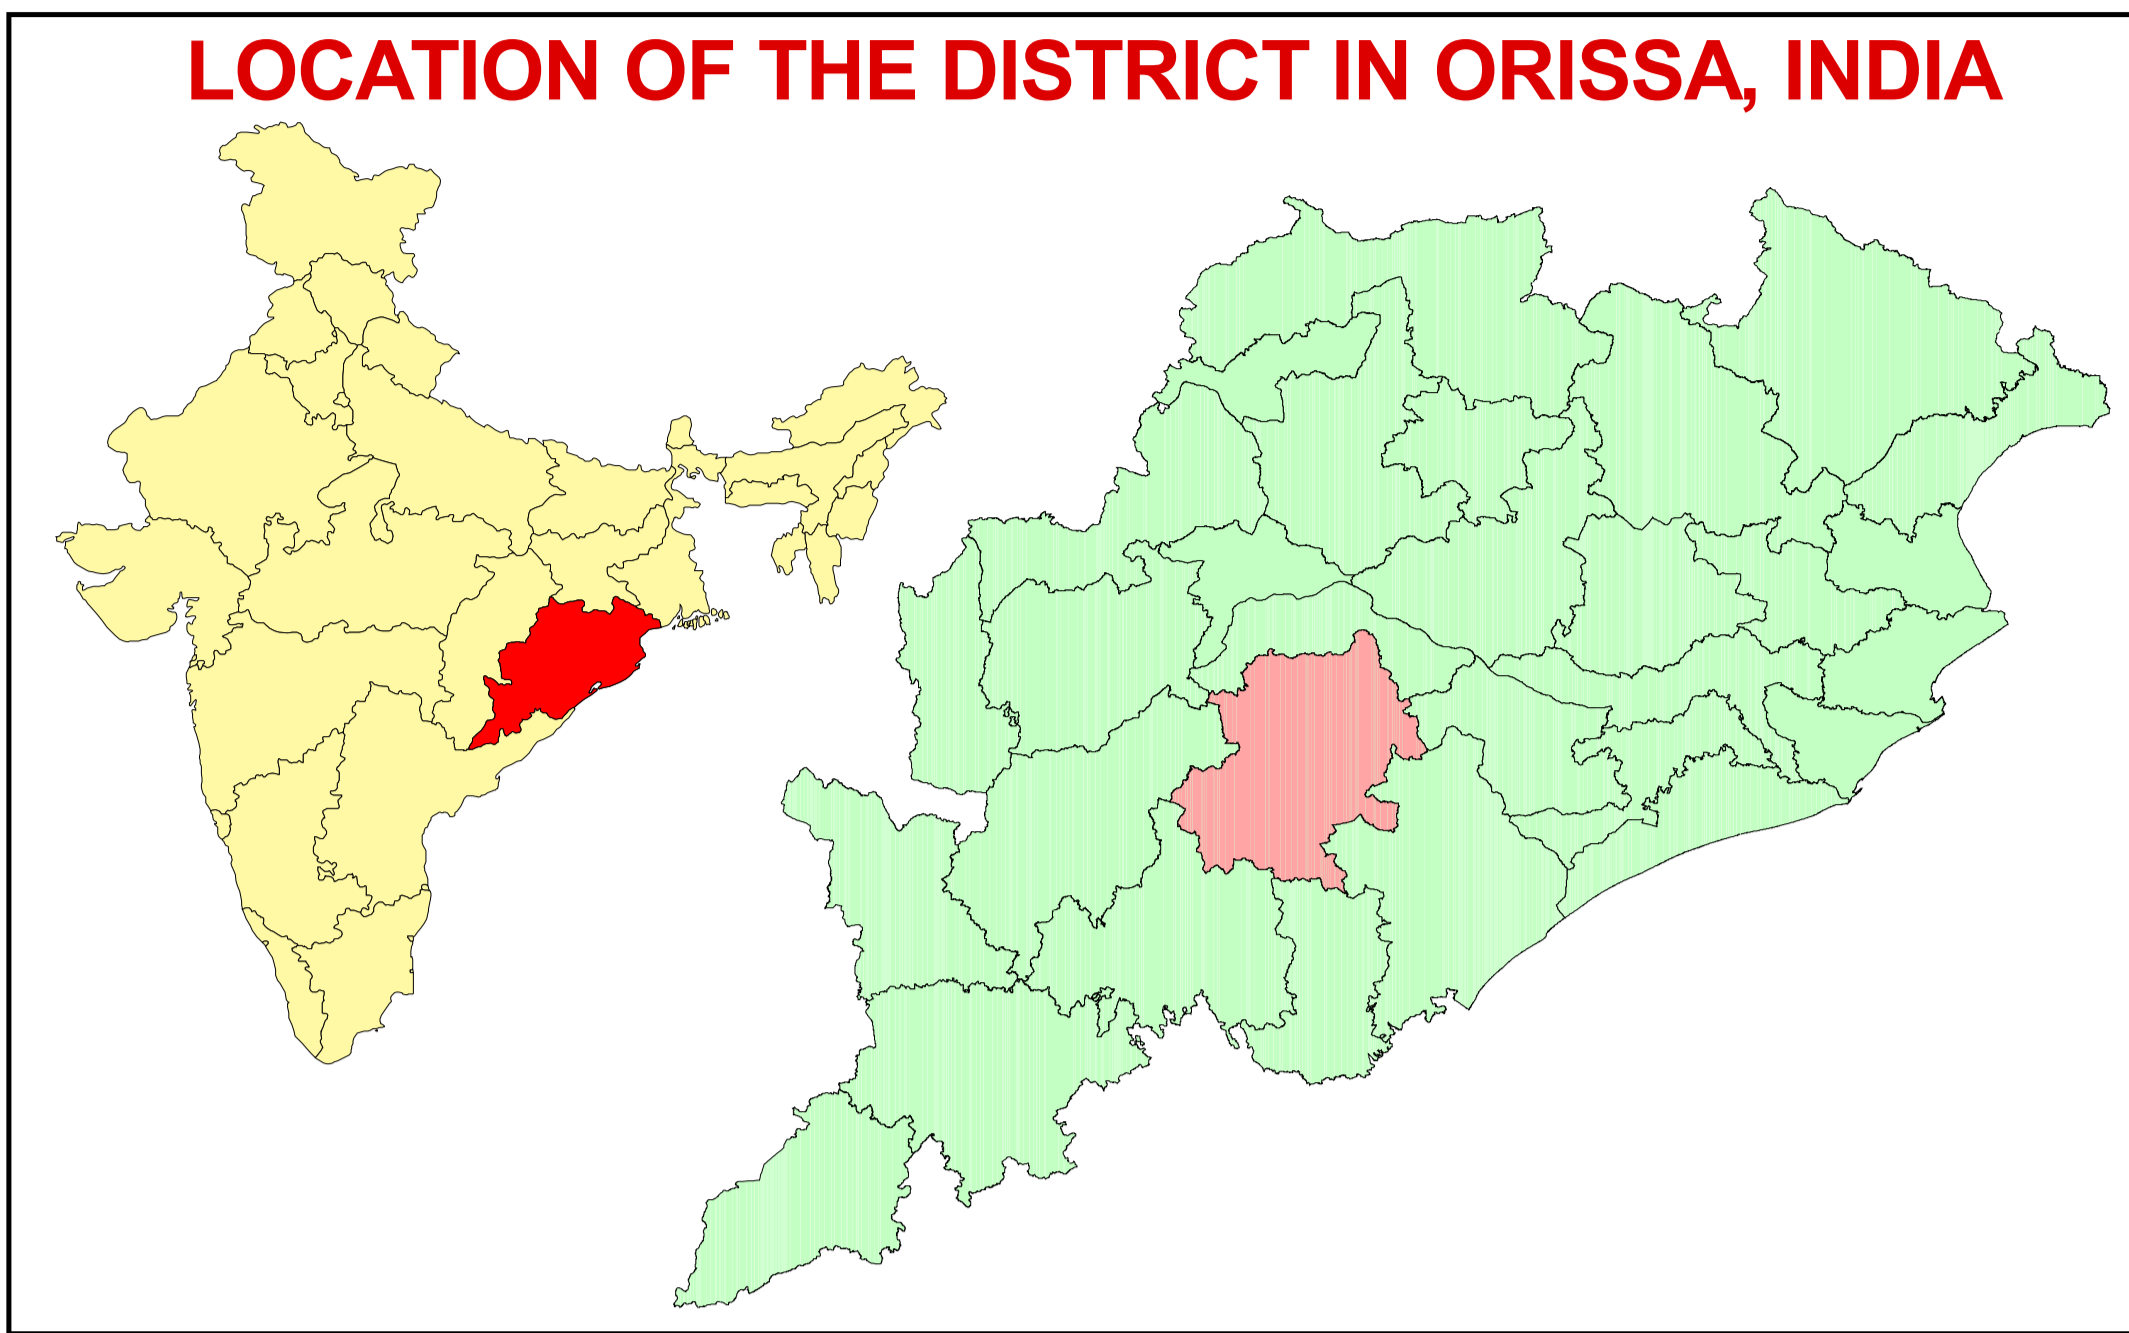 LOCATION OF THE DISTRICT IN ORISSA, INDIA